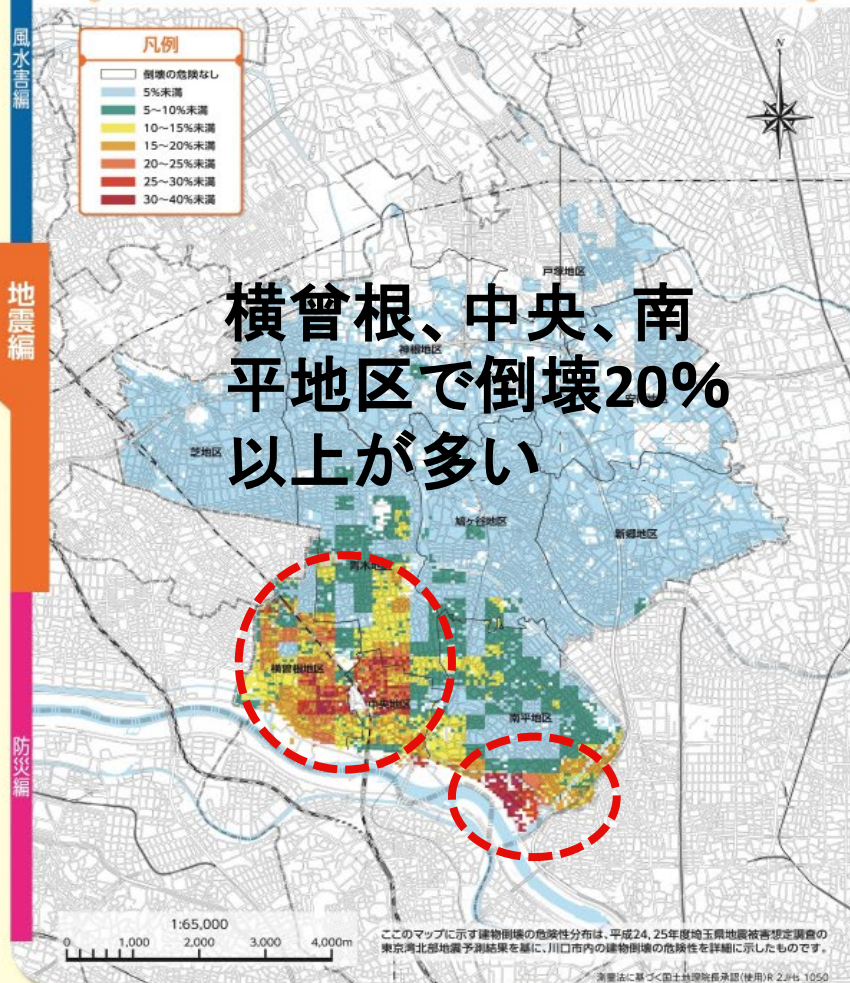 風水害編
地震編
防災編
凡例
倒壊の危険なし
5%未満
5～10%未満
10～15%未満
15～20%未満
20～25%未満
25～30%未満
30～40%未満
N
戸塚地区
横曾根、中央、南
平地区で倒壊20%
以上が多い
神根地区
芝地区
鳩ヶ谷地区
新郷地区
青木地区
横曾根地区
中央地区
南平地区
1:65,000
0 1,000 2,000 3,000 4,000m
ここのマップに示す建物倒壊の危険性分布は、平成24，25年度埼玉県地震被害想定調査の
東京湾北部地震予測結果を基に、川口市内の建物倒壊の危険性を詳細に示したものです。
測量法に基づく国土地理院長承認(使用)R 2JHs 1050